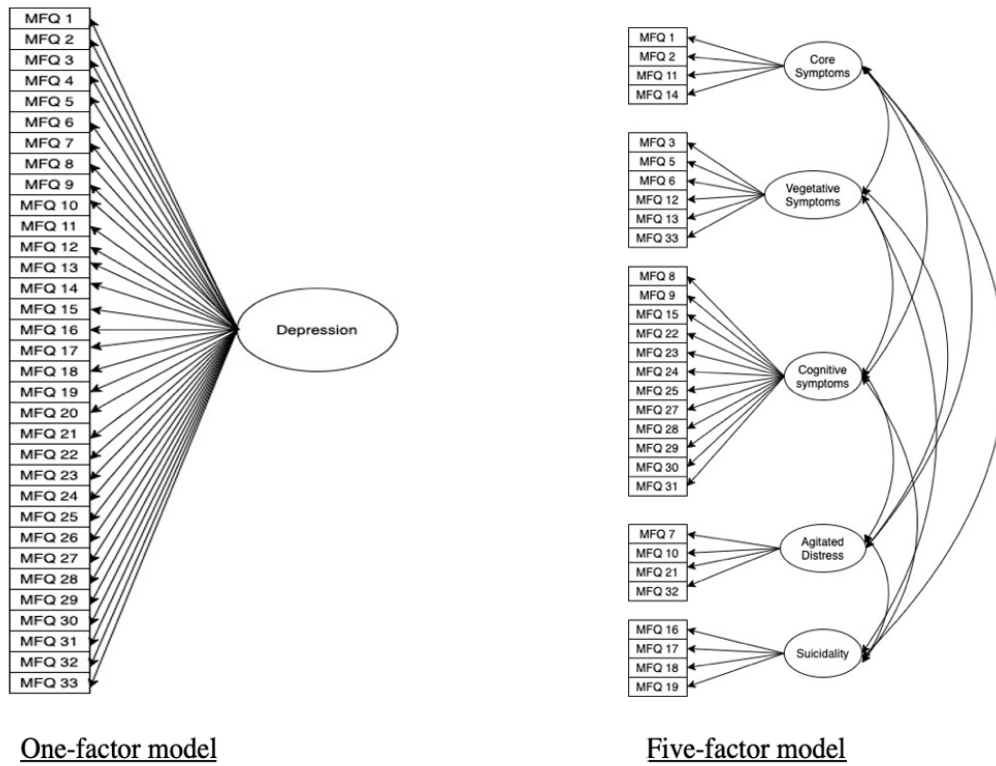 MFQ 1
MFQ 2
MFQ 3
MFQ 4
MFQ 5
MFQ 6
MFQ 7
MFQ 8
MFQ 9
MFQ 10
MFQ 11
MFQ 12
MFQ 13
MFQ 14
MFQ 15
MFQ 16
MFQ 17
MFQ 18
MFQ 19
MFQ 20
MFQ 21
MFQ 22
MFQ 23
MFQ 24
MFQ 25
MFQ 26
MFQ 27
MFQ 28
MFQ 29
MFQ 30
MFQ 31
MFQ 32
MFQ 33
Depression
One-factor model
MFQ 1
MFQ 2
MFQ 11
MFQ 14
Core
Symptoms
MFQ 3
MFQ 5
MFQ 6
MFQ 12
MFQ 13
MFQ 33
Vegetative
Symptoms
MFQ 8
MFQ 9
MFQ 15
MFQ 22
MFQ 23
MFQ 24
MFQ 25
MFQ 27
MFQ 28
MFQ 29
MFQ 30
MFQ 31
Cognitive
symptoms
MFQ 7
MFQ 10
MFQ 21
MFQ 32
Agitated
Distress
MFQ 16
MFQ 17
MFQ 18
MFQ 19
Suicidality
Five-factor model